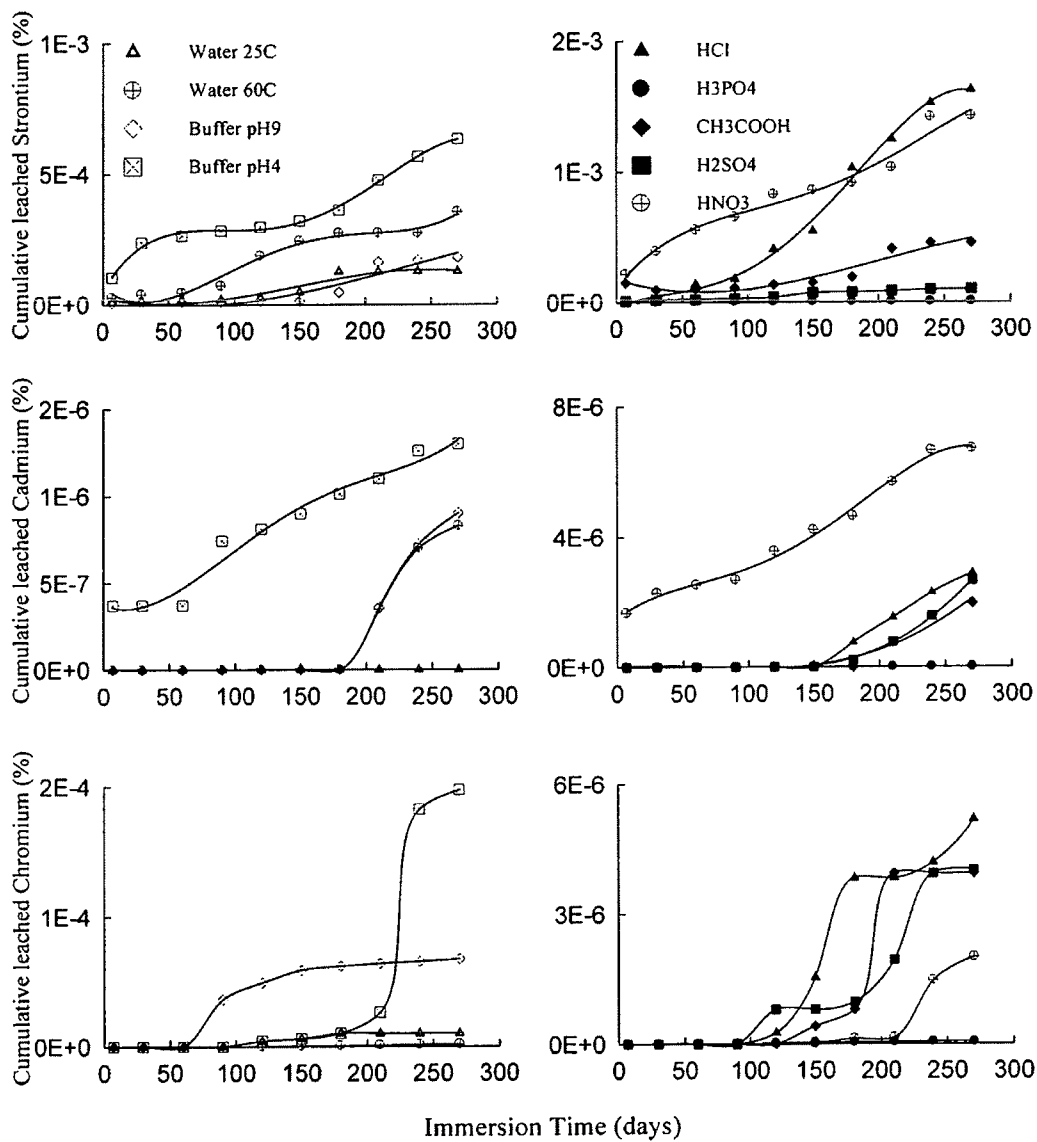 Cumulative leached Strontium (%)
1E-3
5E-4
0E+0
0 50 100 150 200 250 300
Water 25C
Water 60C
Buffer pH9
Buffer pH4
2E-3
1E-3
0E+0
0 50 100 150 200 250 300
HCl
H3PO4
CH3COOH
H2SO4
HNO3
Cumulative leached Cadmium (%)
2E-6
1E-6
5E-7
0E+0
0 50 100 150 200 250 300
8E-6
4E-6
0E+0
0 50 100 150 200 250 300
Cumulative leached Chromium (%)
2E-4
1E-4
0E+0
0 50 100 150 200 250 300
6E-6
3E-6
0E+0
0 50 100 150 200 250 300
Immersion Time (days)